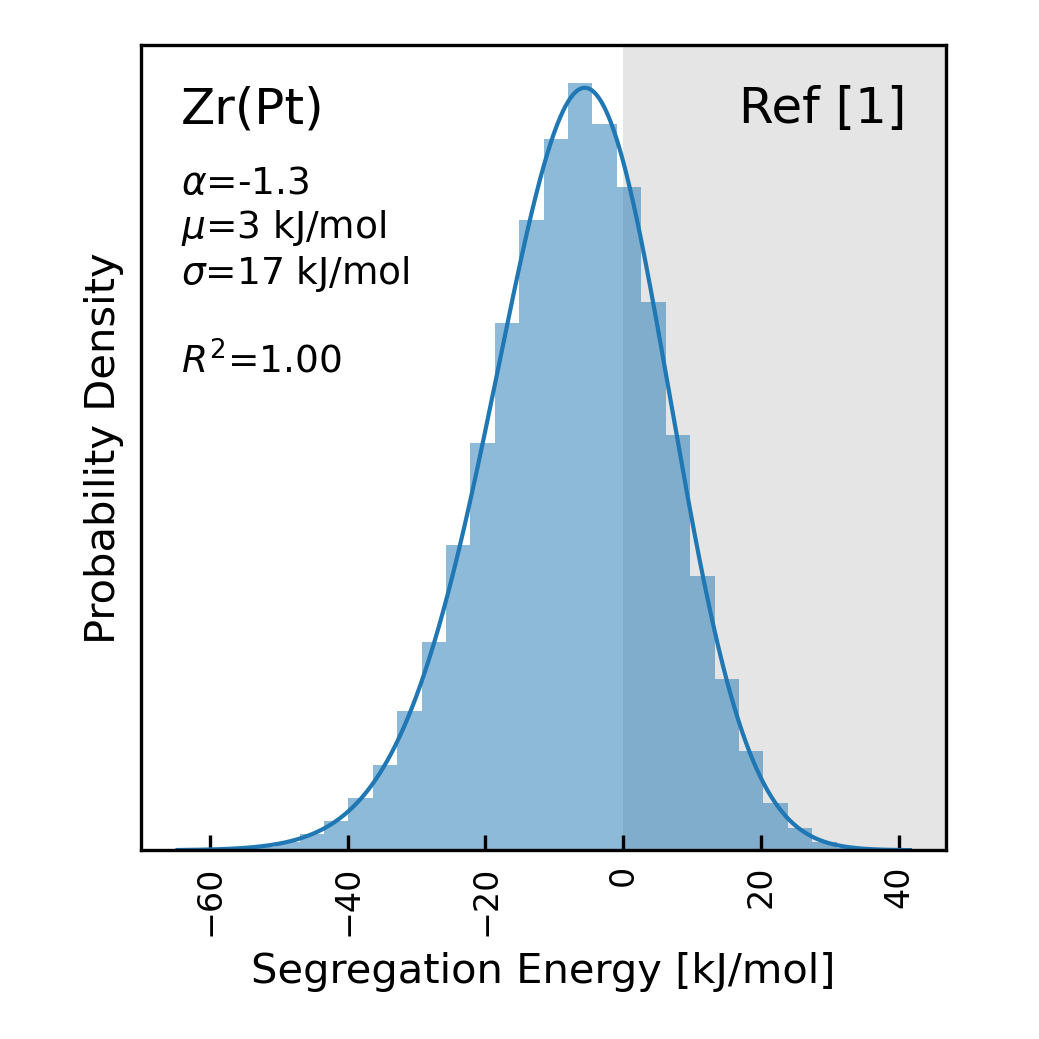 Zr(Pt)
Ref [1]
α=-1.3
μ=3 kJ/mol
σ=17 kJ/mol
R²=1.00
Probability Density
−60
−40
−20
0
20
40
Segregation Energy [kJ/mol]